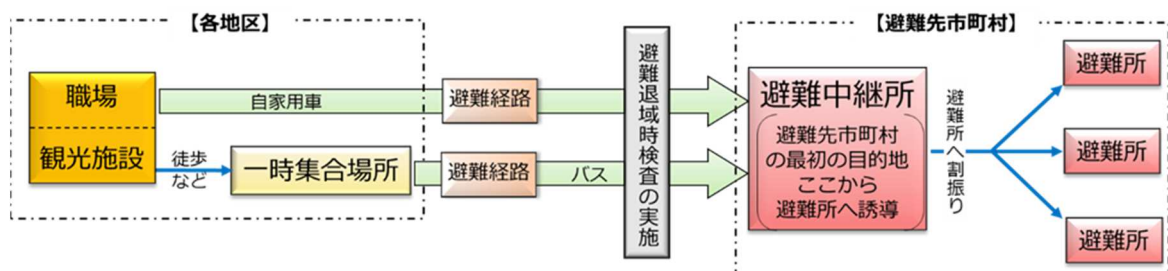 【各地区】
【避難先市町村】
職場
観光施設
自家用車
徒歩
など
一時集合場所
避難経路
避難経路
バス
避難退域時検査の実施
避難中継所
避難先市町村
の最初の目的地
ここから
避難所へ誘導
避難所へ割振り
避難所
避難所
避難所